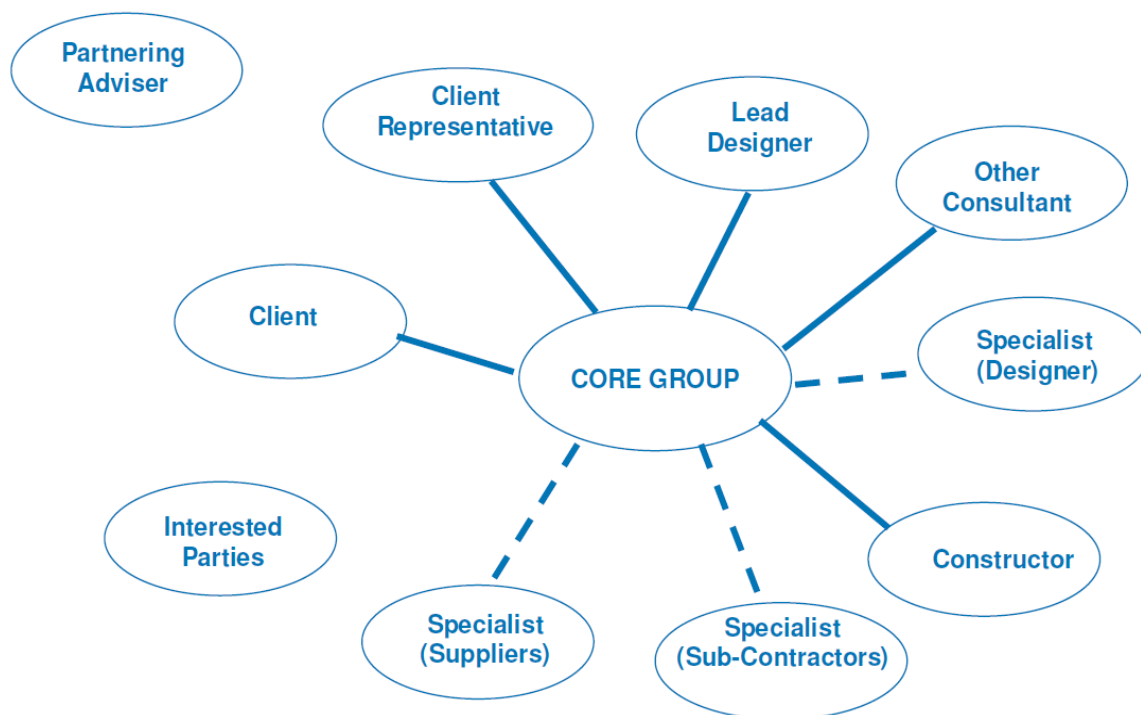 Partnering
Adviser
Client
Representative
Lead
Designer
Other
Consultant
Client
CORE GROUP
Specialist
(Designer)
Interested
Parties
Constructor
Specialist
(Suppliers)
Specialist
(Sub-Contractors)